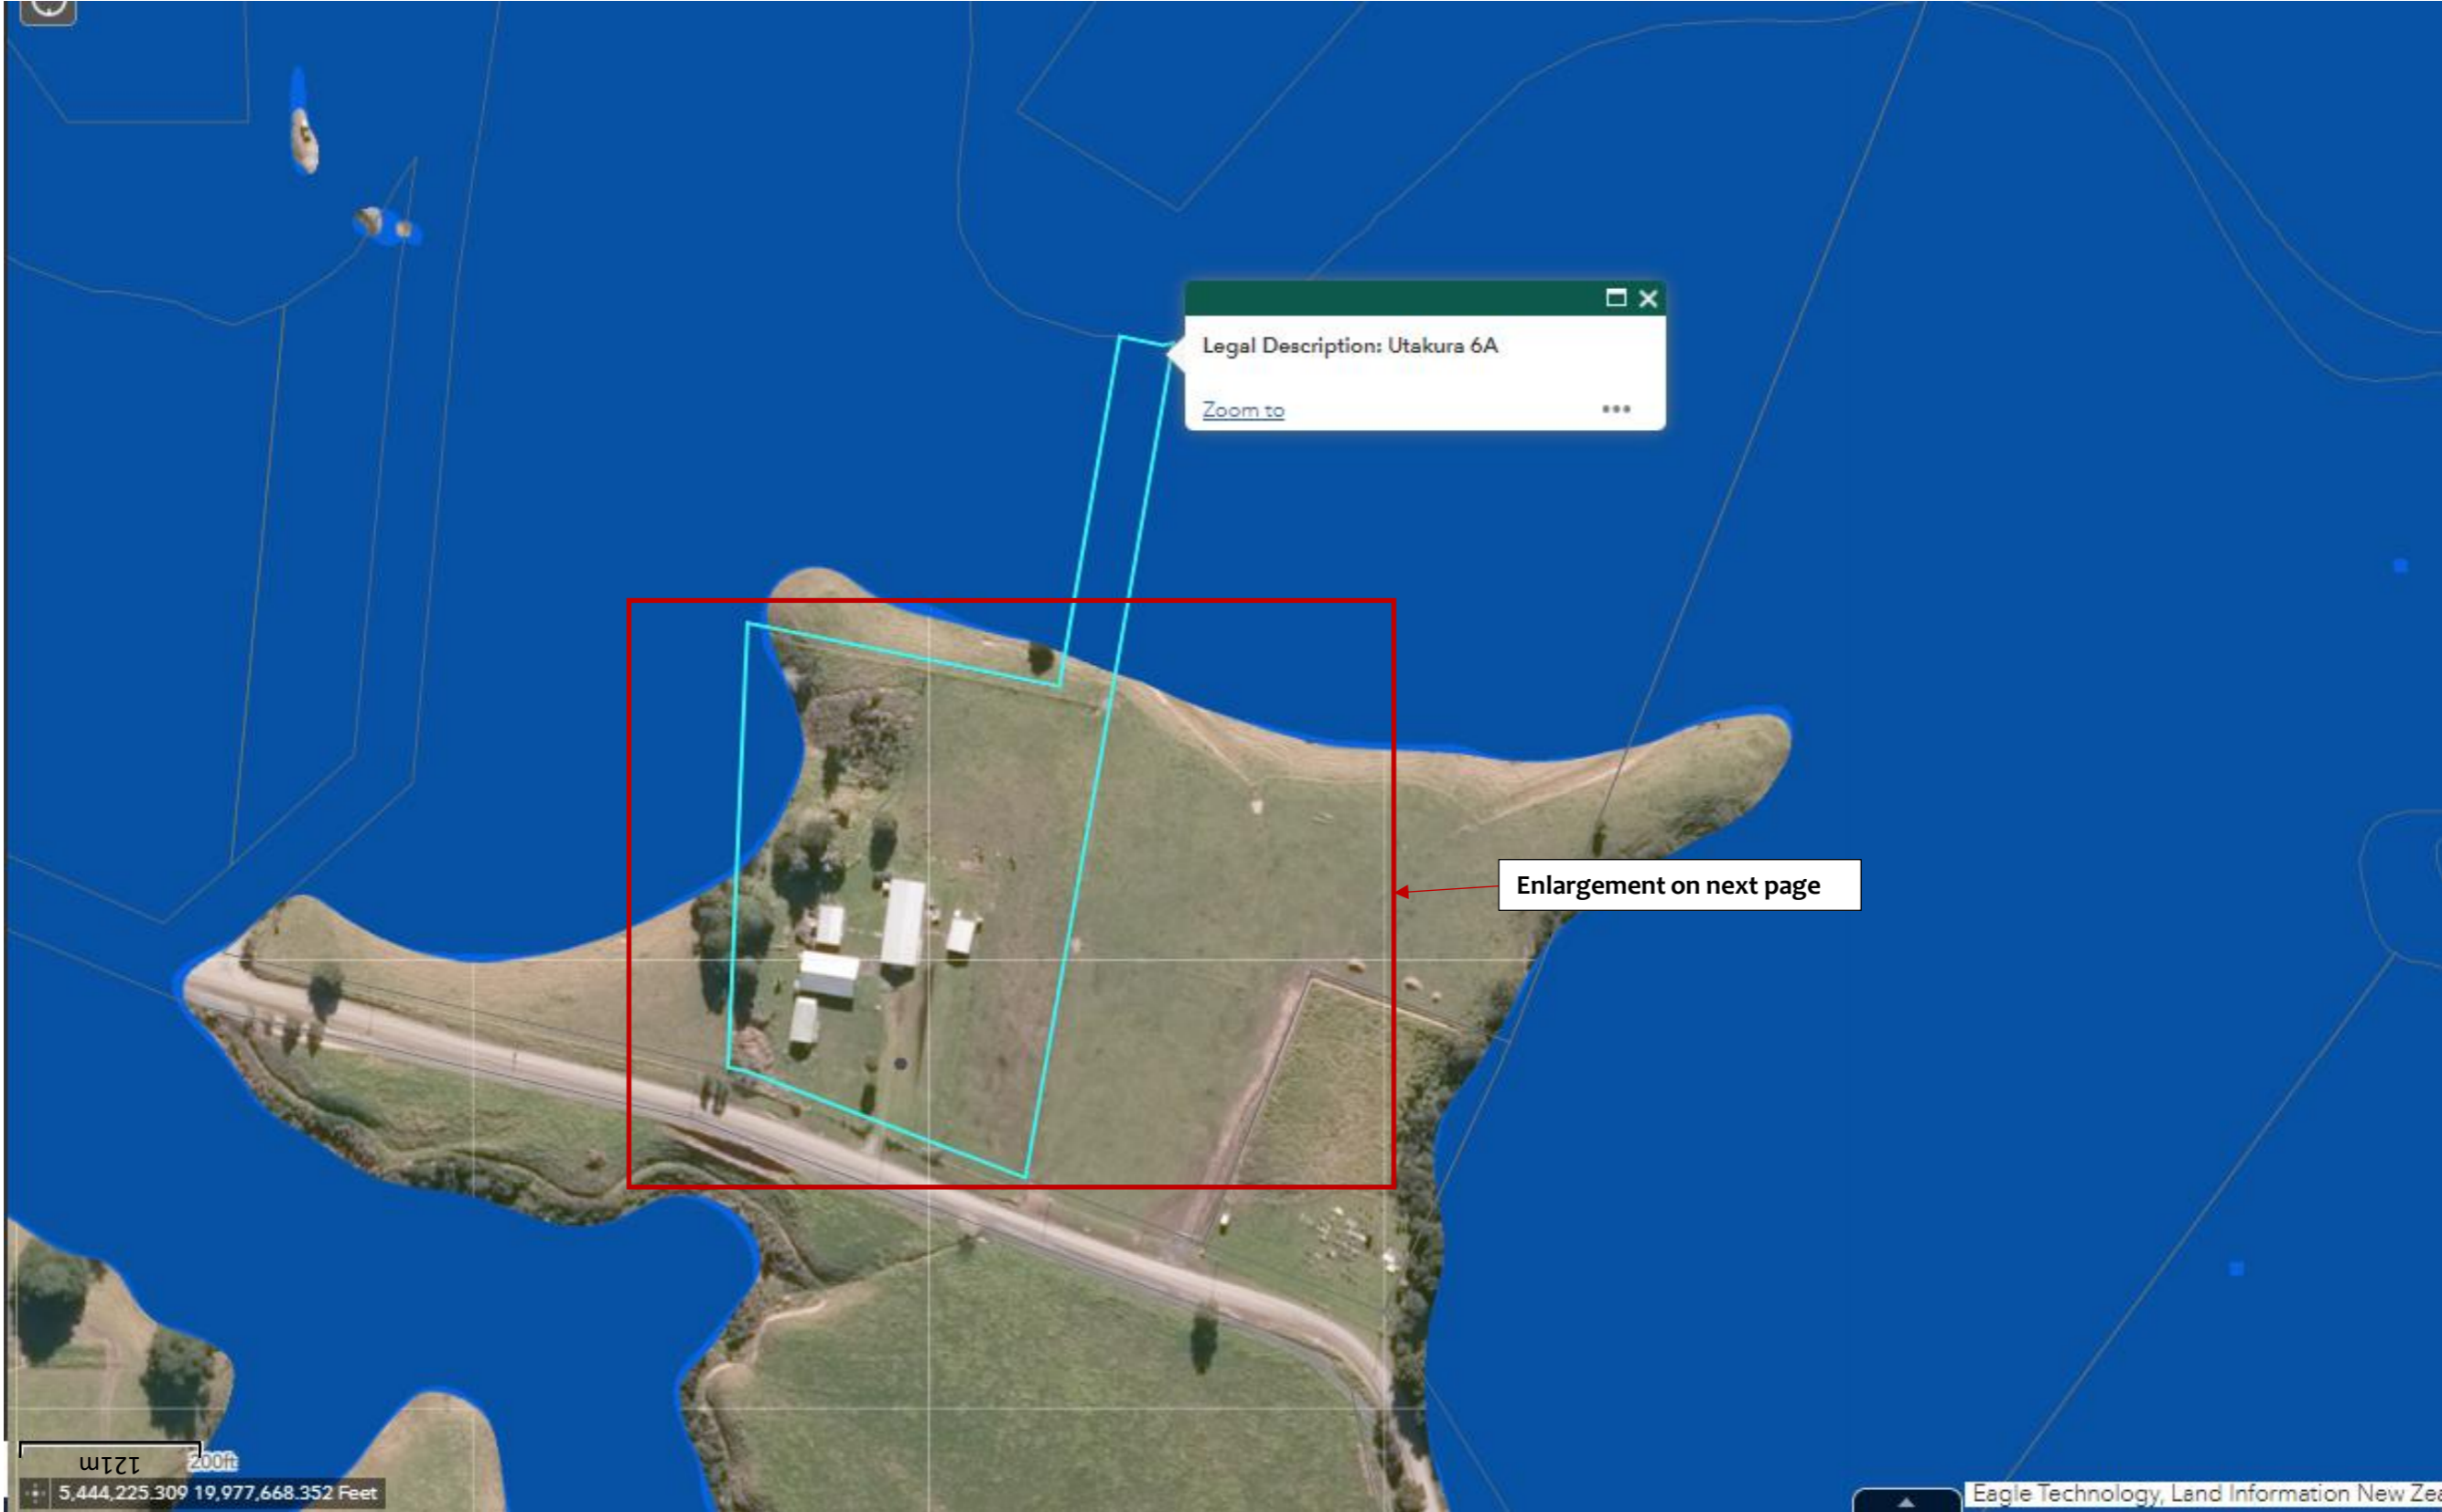 Legal Description: Utakura 6A
Zoom to
Enlargement on next page
121m
200ft
5,444,225.309 19,977,668.352 Feet
Eagle Technology, Land Information New Zea